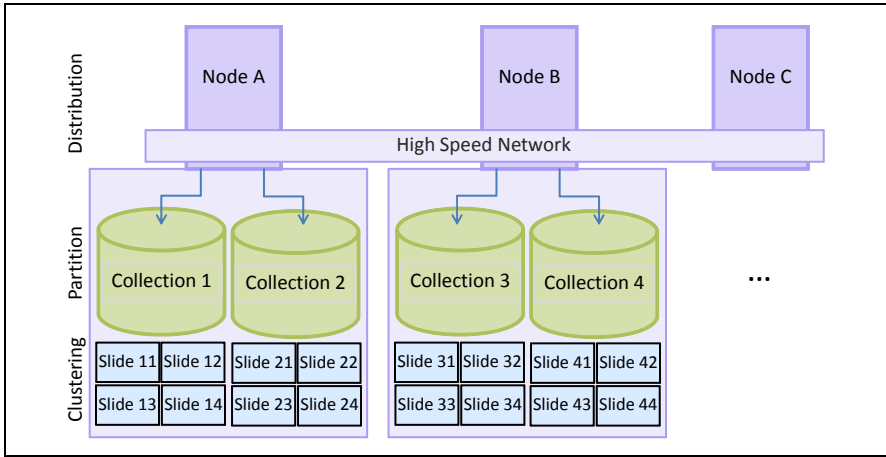 Distribution
Node A
Node B
Node C
High Speed Network
Partition
Collection 1
Collection 2
Collection 3
Collection 4
...
Clustering
Slide 11 Slide 12 Slide 21 Slide 22 Slide 31 Slide 32 Slide 41 Slide 42
Slide 13 Slide 14 Slide 23 Slide 24 Slide 33 Slide 34 Slide 43 Slide 44